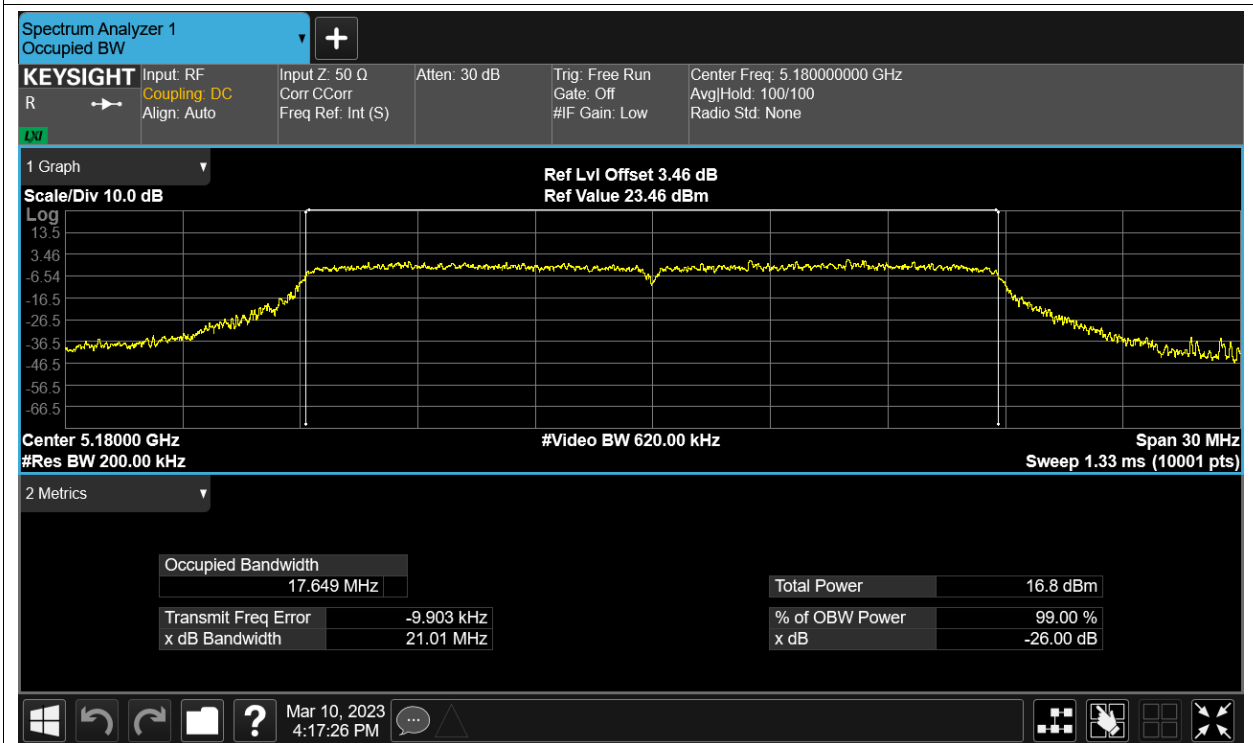 Spectrum Analyzer 1
Occupied BW
KEYSIGHT
R
LXI
Input: RF
Coupling: DC
Align: Auto
Input Z: 50 Ω
Corr CCorr
Freq Ref: Int (S)
Atten: 30 dB
Trig: Free Run
Gate: Off
#IF Gain: Low
Center Freq: 5.180000000 GHz
Avg|Hold: 100/100
Radio Std: None
1 Graph
Scale/Div 10.0 dB
Ref Lvl Offset 3.46 dB
Ref Value 23.46 dBm
Log
13.5
3.46
-6.54
-16.5
-26.5
-36.5
-46.5
-56.5
-66.5
Center 5.18000 GHz
#Res BW 200.00 kHz
#Video BW 620.00 kHz
Span 30 MHz
Sweep 1.33 ms (10001 pts)
2 Metrics
Occupied Bandwidth
17.649 MHz
Transmit Freq Error -9.903 kHz
x dB Bandwidth 21.01 MHz
Total Power 16.8 dBm
% of OBW Power 99.00 %
x dB -26.00 dB
?
Mar 10, 2023
4:17:26 PM